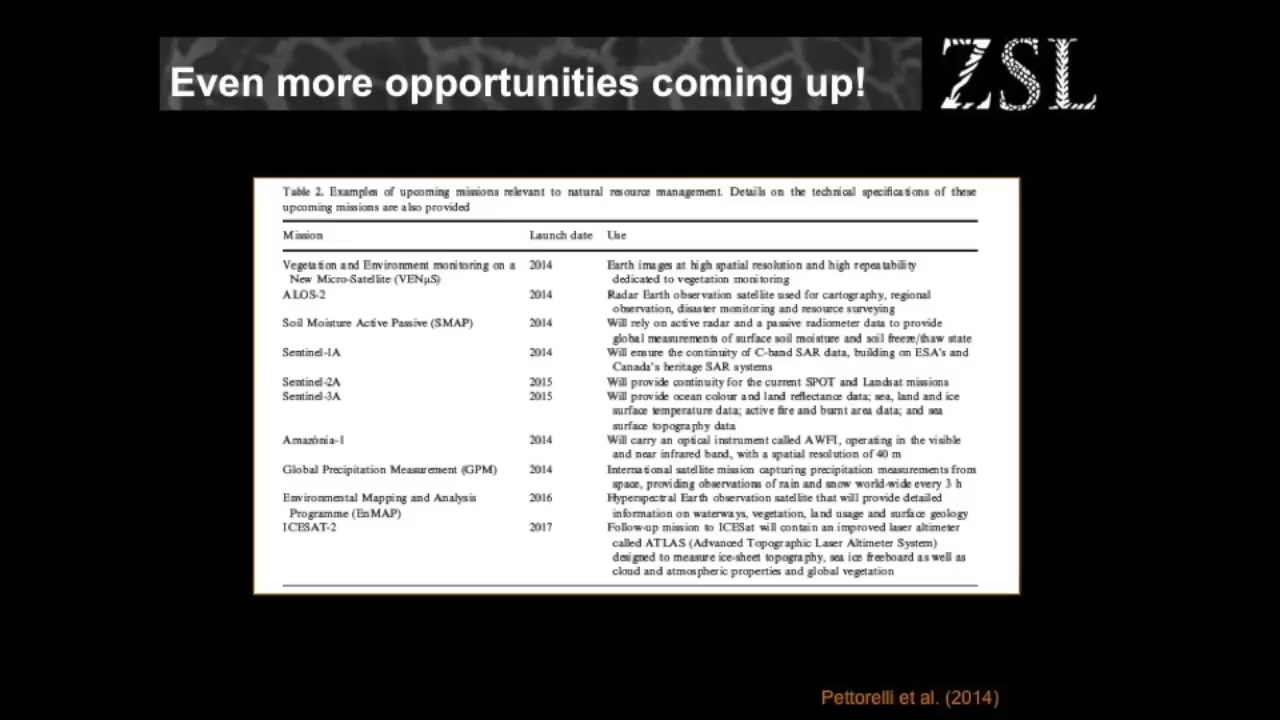 Even more opportunities coming up!
ZSL
Table 2. Examples of upcoming missions relevant to natural resource management. Details on the technical specifications of these
upcoming missions are also provided
Mission Launch date Use
Vegetation and Environment monitoring on a 2014 Earth images at high spatial resolution and high repeatability
New Micro-Satellite (VENµS) dedicated to vegetation monitoring
ALOS-2 2014 Radar Earth observation satellite used for cartography, regional
observation, disaster monitoring and resource surveying
Soil Moisture Active Passive (SMAP) 2014 Will rely on active radar and a passive radiometer data to provide
global measurements of surface soil moisture and soil freeze/thaw state
Sentinel-1A 2014 Will ensure the continuity of C-band SAR data, building on ESA's and
Canada's heritage SAR systems
Sentinel-2A 2015 Will provide continuity for the current SPOT and Landsat missions
Sentinel-3A 2015 Will provide ocean colour and land reflectance data; sea, land and ice
surface temperature data; active fire and burnt area data; and sea
surface topography data
Amazônia-1 2014 Will carry an optical instrument called AWFI, operating in the visible
and near infrared band, with a spatial resolution of 40 m
Global Precipitation Measurement (GPM) 2014 International satellite mission capturing precipitation measurements from
space, providing observations of rain and snow world-wide every 3 h
Environmental Mapping and Analysis 2016 Hyperspectral Earth observation satellite that will provide detailed
Programme (EnMAP) information on waterways, vegetation, land usage and surface geology
ICESAT-2 2017 Follow-up mission to ICESat will contain an improved laser altimeter
called ATLAS (Advanced Topographic Laser Altimeter System)
designed to measure ice-sheet topography, sea ice freeboard as well as
cloud and atmospheric properties and global vegetation
Pettorelli et al. (2014)